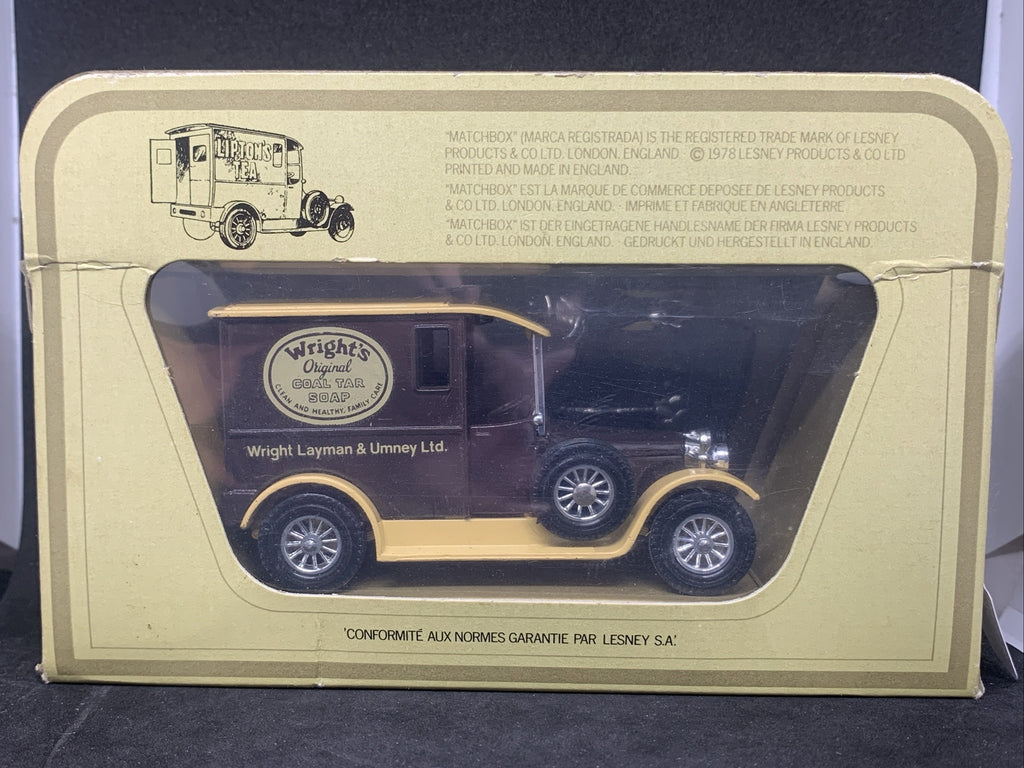 LIPTON'S
TEA
"MATCHBOX" (MARCA REGISTRADA) IS THE REGISTERED TRADE MARK OF LESNEY
PRODUCTS & CO LTD. LONDON. ENGLAND. · © 1978 LESNEY PRODUCTS & CO LTD
PRINTED AND MADE IN ENGLAND.
"MATCHBOX" EST LA MARQUE DE COMMERCE DEPOSEE DE LESNEY PRODUCTS
& CO LTD. LONDON, ENGLAND. · IMPRIME ET FABRIQUE EN ANGLETERRE
"MATCHBOX" IST DER EINGETRAGENE HANDLESNAME DER FIRMA LESNEY PRODUCTS
& CO LTD. LONDON, ENGLAND. · GEDRUCKT UND HERGESTELLT IN ENGLAND.
Wright's
Original
COAL TAR
SOAP
CLEAN AND HEALTHY, FAMILY CARE
Wright Layman & Umney Ltd.
'CONFORMITÉ AUX NORMES GARANTIE PAR LESNEY S.A.'